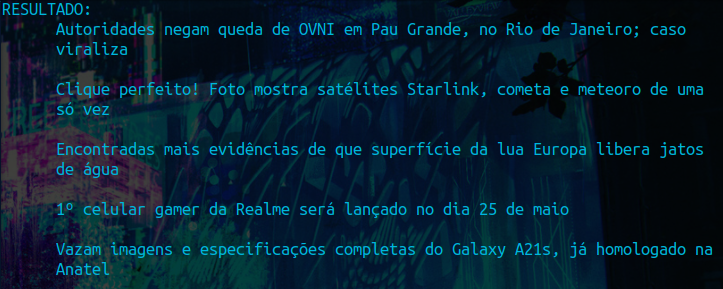 RESULTADO:
Autoridades negam queda de OVNI em Pau Grande, no Rio de Janeiro; caso
viraliza
Clique perfeito! Foto mostra satélites Starlink, cometa e meteoro de uma
só vez
Encontradas mais evidências de que superfície da lua Europa libera jatos
de água
1º celular gamer da Realme será lançado no dia 25 de maio
Vazam imagens e especificações completas do Galaxy A21s, já homologado na
Anatel